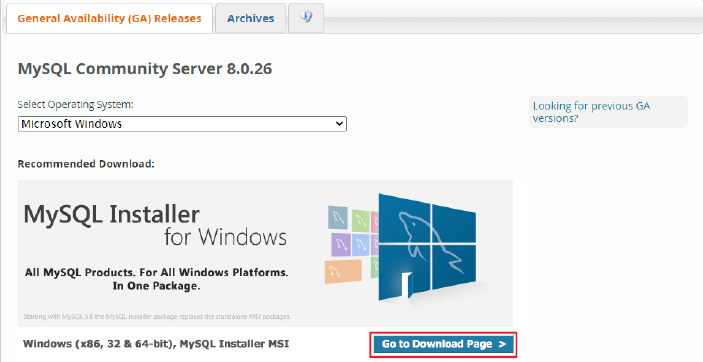 General Availability (GA) Releases
Archives
MySQL Community Server 8.0.26
Select Operating System:
Microsoft Windows
Looking for previous GA
versions?
Recommended Download:
MySQL Installer
for Windows
All MySQL Products. For All Windows Platforms.
In One Package.
Starting with MySQL 5.6 the MySQL Installer package replaces the standalone MSI packages.
Windows (x86, 32 & 64-bit), MySQL Installer MSI
Go to Download Page >